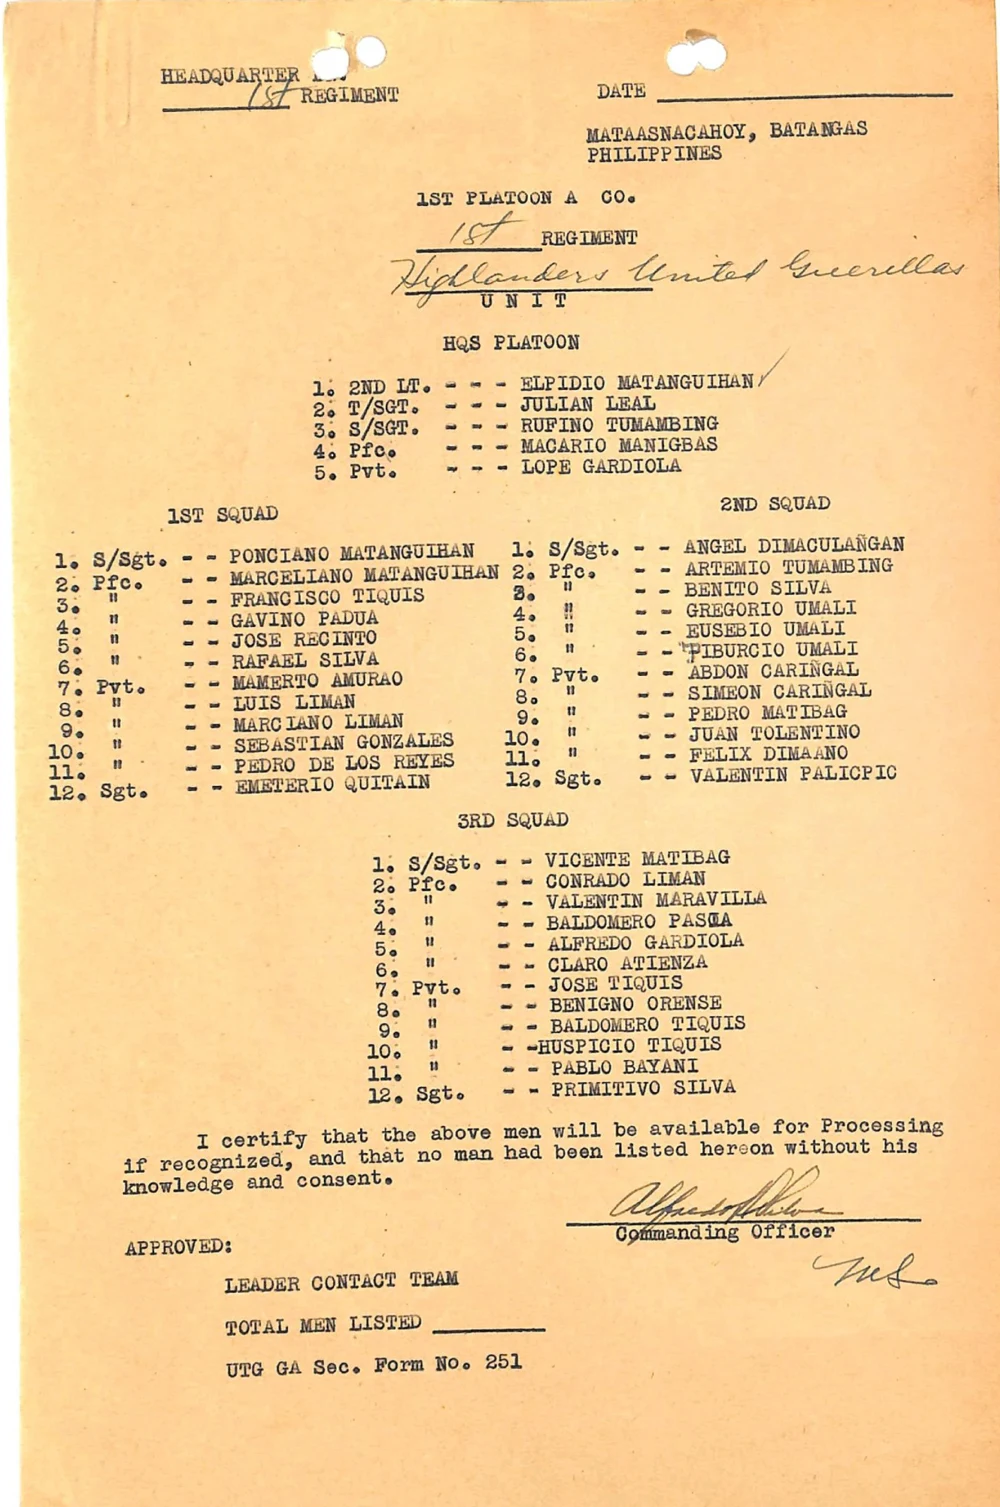 HEADQUARTER
1st REGIMENT
DATE
MATAASNACAHOY, BATANGAS
PHILIPPINES
1ST PLATOON A CO.
1st REGIMENT
Highlanders United Guerillas
UNIT
HQS PLATOON
1. 2ND LT. - - - ELPIDIO MATANGUIHAN
2. T/SGT. - - - JULIAN LEAL
3. S/SGT. - - - RUFINO TUMAMBING
4. Pfc. - - - MACARIO MANIGBAS
5. Pvt. - - - LOPE GARDIOLA
1ST SQUAD
1. S/Sgt. - - PONCIANO MATANGUIHAN
2. Pfc. - - MARCELIANO MATANGUIHAN
3. " - - FRANCISCO TIQUIS
4. " - - GAVINO PADUA
5. " - - JOSE RECINTO
6. " - - RAFAEL SILVA
7. Pvt. - - MAMERTO AMURAO
8. " - - LUIS LIMAN
9. " - - MARCIANO LIMAN
10. " - - SEBASTIAN GONZALES
11. " - - PEDRO DE LOS REYES
12. Sgt. - - EMETERIO QUITAIN
2ND SQUAD
1. S/Sgt. - - ANGEL DIMACULAÑGAN
2. Pfc. - - ARTEMIO TUMAMBING
3. " - - BENITO SILVA
4. " - - GREGORIO UMALI
5. " - - EUSEBIO UMALI
6. " - - TIBURCIO UMALI
7. Pvt. - - ABDON CARIÑGAL
8. " - - SIMEON CARIÑGAL
9. " - - PEDRO MATIBAG
10. " - - JUAN TOLENTINO
11. " - - FELIX DIMAANO
12. Sgt. - - VALENTIN PALICPIC
3RD SQUAD
1. S/Sgt. - - VICENTE MATIBAG
2. Pfc. - - CONRADO LIMAN
3. " - - VALENTIN MARAVILLA
4. " - - BALDOMERO
5. " - - ALFREDO GARDIOLA
6. " - - CLARO ATIENZA
7. Pvt. - - JOSE TIQUIS
8. " - - BENIGNO ORENSE
9. " - - BALDOMERO TIQUIS
10. " - -HUSPICIO TIQUIS
11. " - - PABLO BAYANI
12. Sgt. - - PRIMITIVO SILVA
I certify that the above men will be available for Processing
if recognized, and that no man had been listed hereon without his
knowledge and consent.
Alfredo Silva
Commanding Officer
APPROVED:
LEADER CONTACT TEAM
TOTAL MEN LISTED
UTG GA Sec. Form No. 251